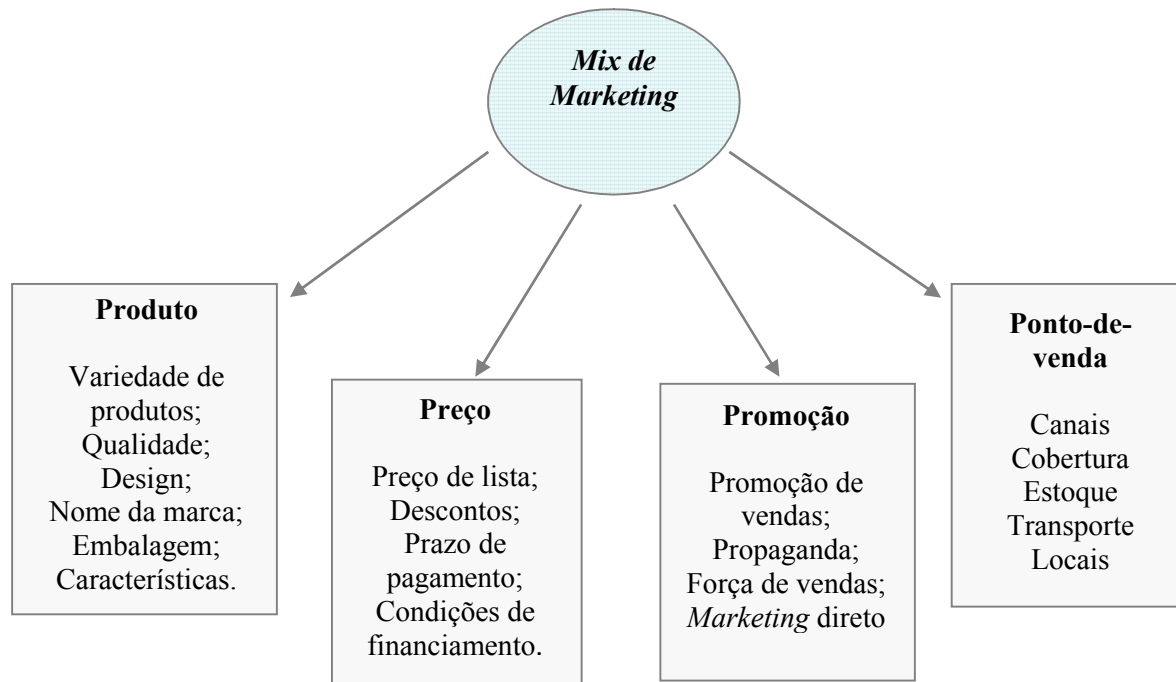 Mix de
Marketing
Produto
Variedade de
produtos;
Qualidade;
Design;
Nome da marca;
Embalagem;
Características.
Preço
Preço de lista;
Descontos;
Prazo de
pagamento;
Condições de
financiamento.
Promoção
Promoção de
vendas;
Propaganda;
Força de vendas;
Marketing direto
Ponto-de-
venda
Canais
Cobertura
Estoque
Transporte
Locais